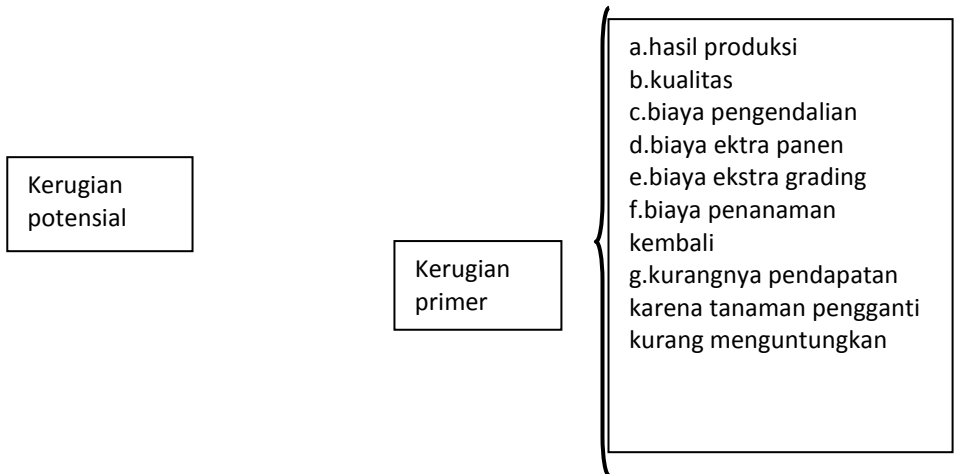 Kerugian
potensial
Kerugian
primer
a.hasil produksi
b.kualitas
c.biaya pengendalian
d.biaya ektra panen
e.biaya ekstra grading
f.biaya penanaman
kembali
g.kurangnya pendapatan
karena tanaman pengganti
kurang menguntungkan